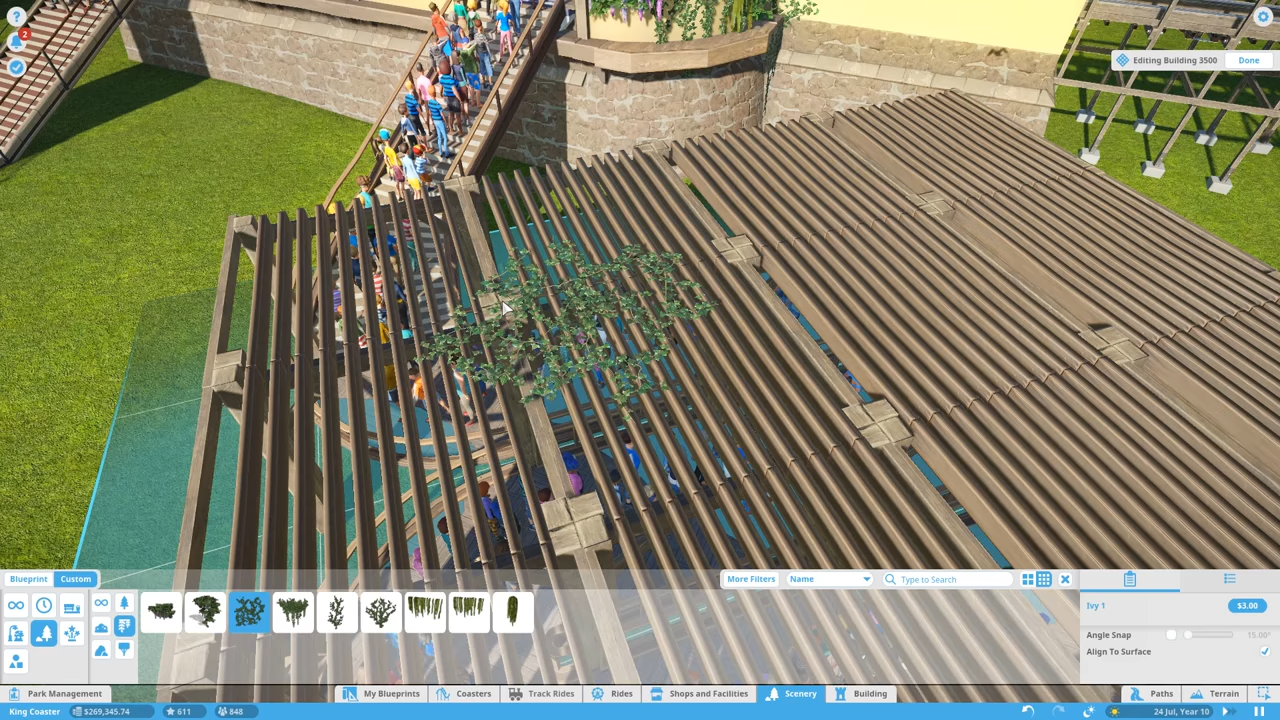 ?
2
Editing Building 3500
Done
Blueprint
Custom
More Filters
Name
Type to Search
Ivy 1
$3.00
Angle Snap
15.00°
Align To Surface
Park Management
My Blueprints
Coasters
Track Rides
Rides
Shops and Facilities
Scenery
Building
Paths
Terrain
King Coaster
$269,345.74
611
848
24 Jul, Year 10